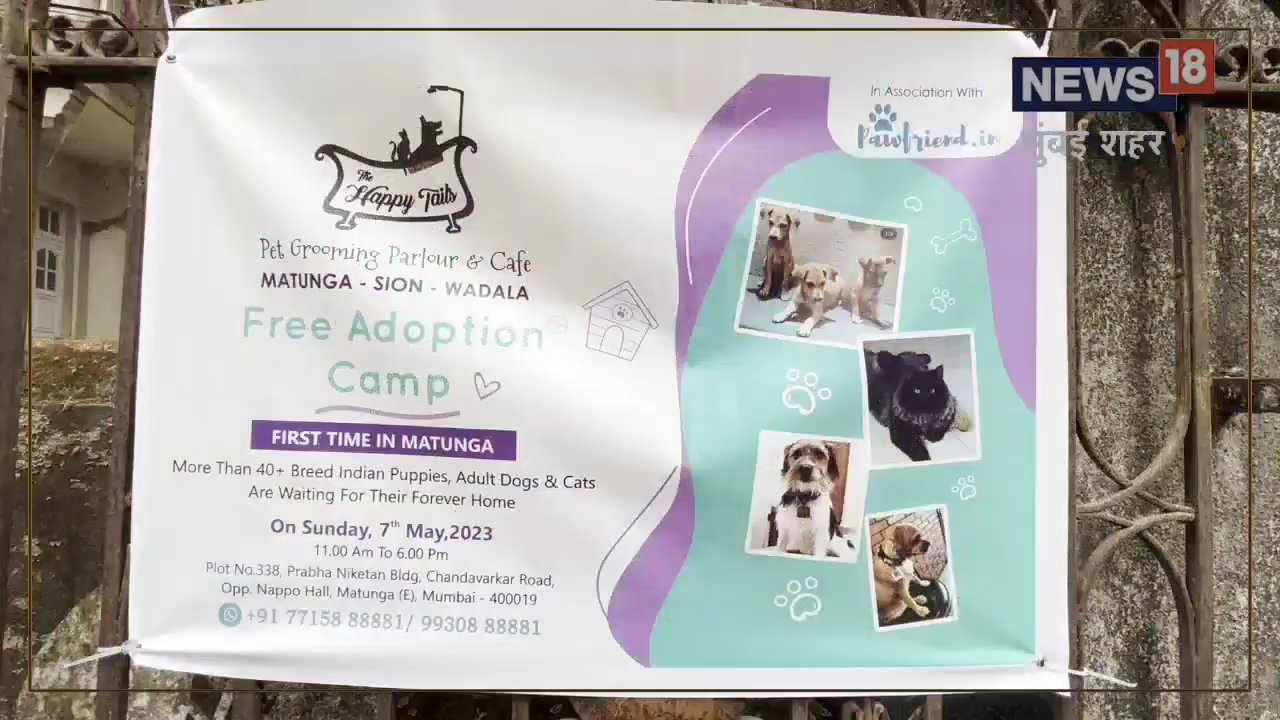 The
Happy Tails
Pet Grooming Parlour & Cafe
MATUNGA - SION - WADALA
Free Adoption
Camp
FIRST TIME IN MATUNGA
More Than 40+ Breed Indian Puppies, Adult Dogs & Cats
Are Waiting For Their Forever Home
On Sunday, 7th May,2023
11.00 Am To 6.00 Pm
Plot No.338, Prabha Niketan Bldg, Chandavarkar Road,
Opp. Nappo Hall, Matunga (E), Mumbai - 400019
+91 77158 88881/ 99308 88881
In Association With
Pawfriend.in
NEWS18
मुंबई शहर